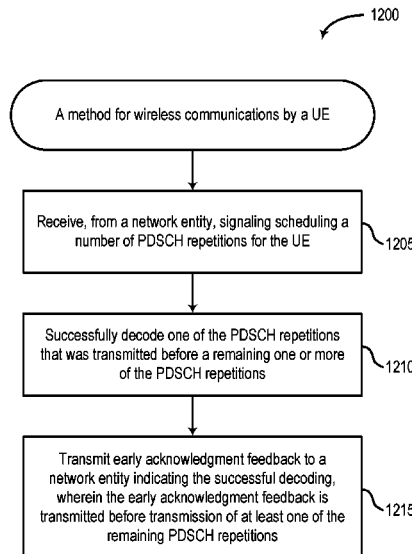 1200
A method for wireless communications by a UE
Receive, from a network entity, signaling scheduling a
number of PDSCH repetitions for the UE
1205
Successfully decode one of the PDSCH repetitions
that was transmitted before a remaining one or more
of the PDSCH repetitions
1210
Transmit early acknowledgment feedback to a
network entity indicating the successful decoding,
wherein the early acknowledgment feedback is
transmitted before transmission of at least one of the
remaining PDSCH repetitions
1215